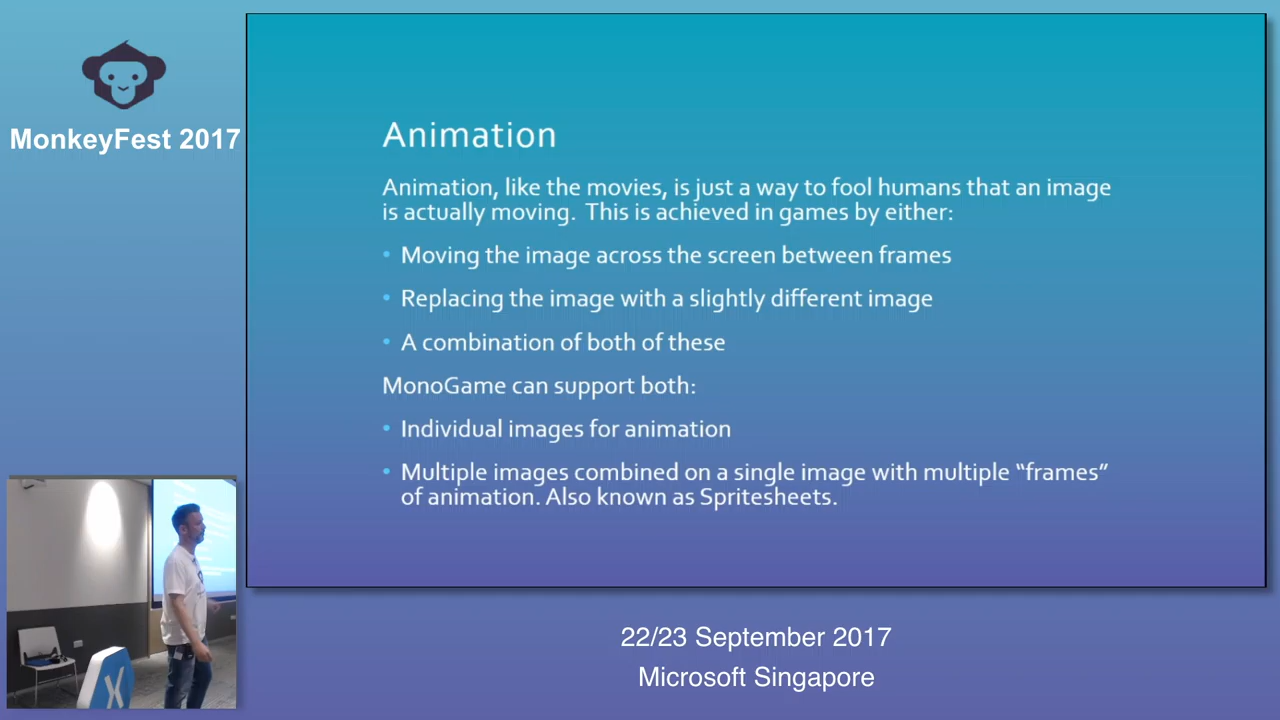 MonkeyFest 2017
Animation
Animation, like the movies, is just a way to fool humans that an image
is actually moving.  This is achieved in games by either:
• Moving the image across the screen between frames
• Replacing the image with a slightly different image
• A combination of both of these
MonoGame can support both:
• Individual images for animation
• Multiple images combined on a single image with multiple “frames”
of animation. Also known as Spritesheets.
X
22/23 September 2017
Microsoft Singapore